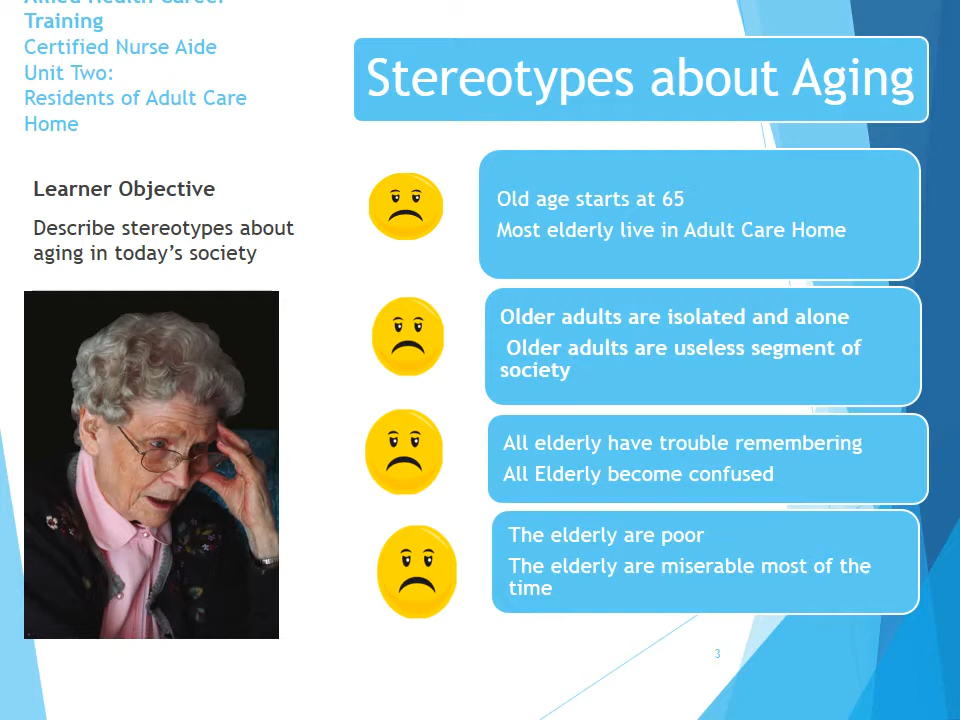 Allied Health Career
Training
Certified Nurse Aide
Unit Two:
Residents of Adult Care
Home
Stereotypes about Aging
Learner Objective
Describe stereotypes about
aging in today's society
Old age starts at 65
Most elderly live in Adult Care Home
Older adults are isolated and alone
Older adults are useless segment of
society
All elderly have trouble remembering
All Elderly become confused
The elderly are poor
The elderly are miserable most of the
time
3